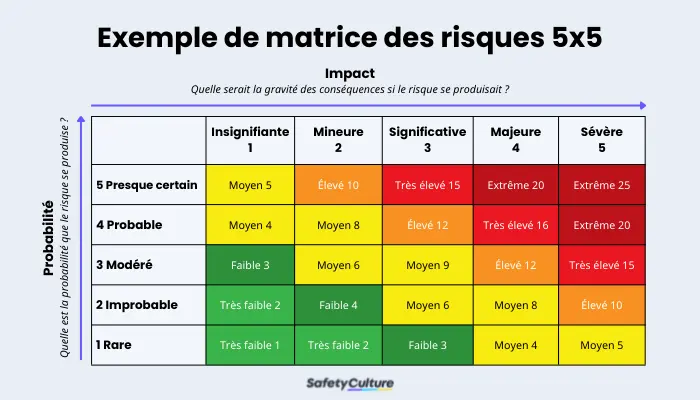 Exemple de matrice des risques 5x5
Impact
Quelle serait la gravité des conséquences si le risque se produisait ?
Probabilité
Quelle est la probabilité que le risque se produise ?
Insignifiante 1
Mineure 2
Significative 3
Majeure 4
Sévère 5
5 Presque certain
Moyen 5
Élevé 10
Très élevé 15
Extrême 20
Extrême 25
4 Probable
Moyen 4
Moyen 8
Élevé 12
Très élevé 16
Extrême 20
3 Modéré
Faible 3
Moyen 6
Moyen 9
Élevé 12
Très élevé 15
2 Improbable
Très faible 2
Faible 4
Moyen 6
Moyen 8
Élevé 10
1 Rare
Très faible 1
Très faible 2
Faible 3
Moyen 4
Moyen 5
SafetyCulture